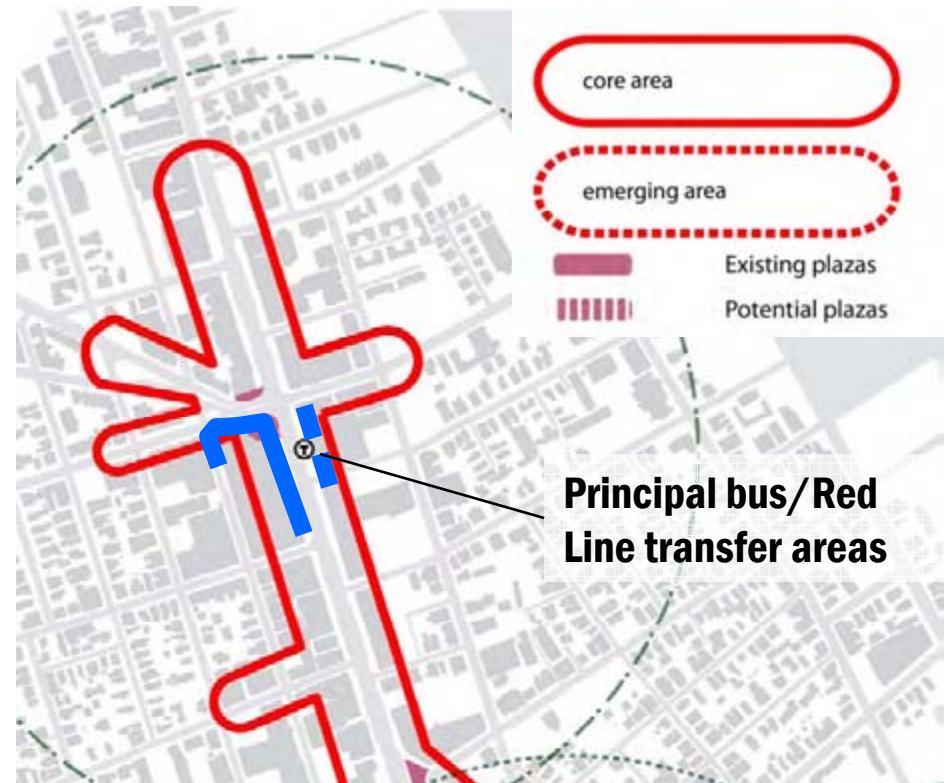 core area
emerging area
Existing plazas
Potential plazas
T
Principal bus/Red
Line transfer areas